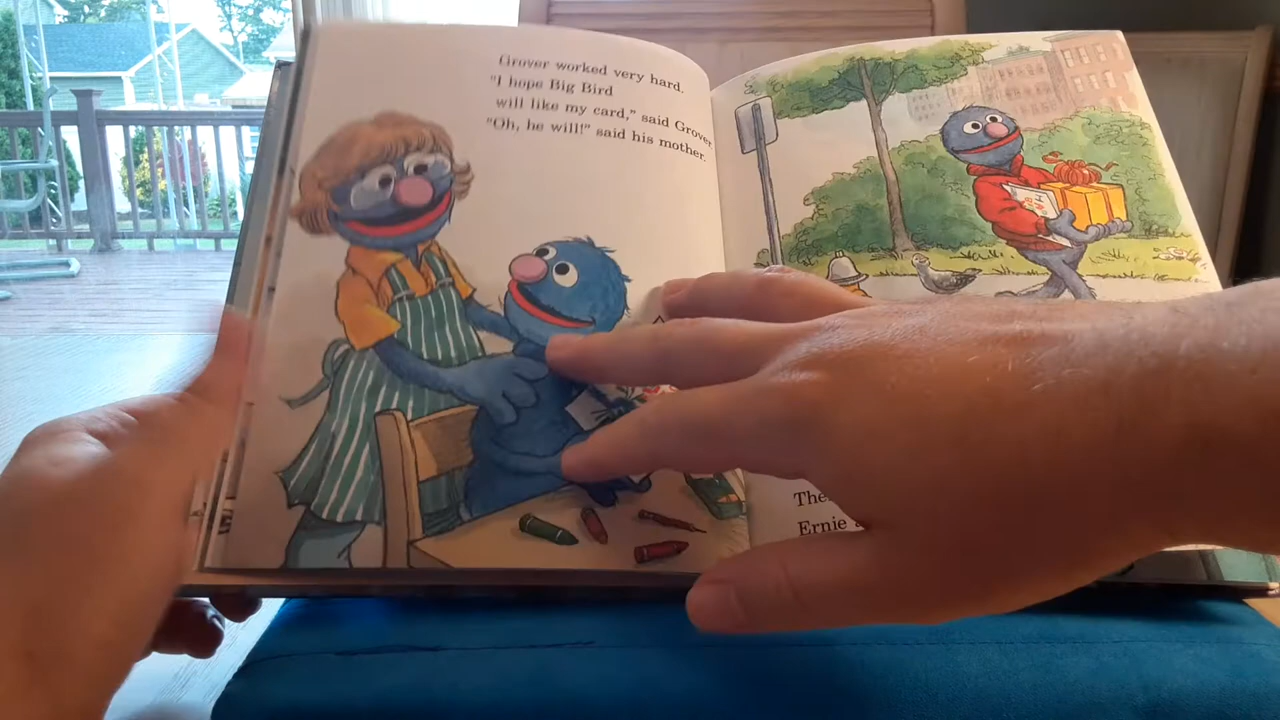 Grover worked very hard.
"I hope Big Bird
will like my card," said Grover.
"Oh, he will!" said his mother.
Ernie